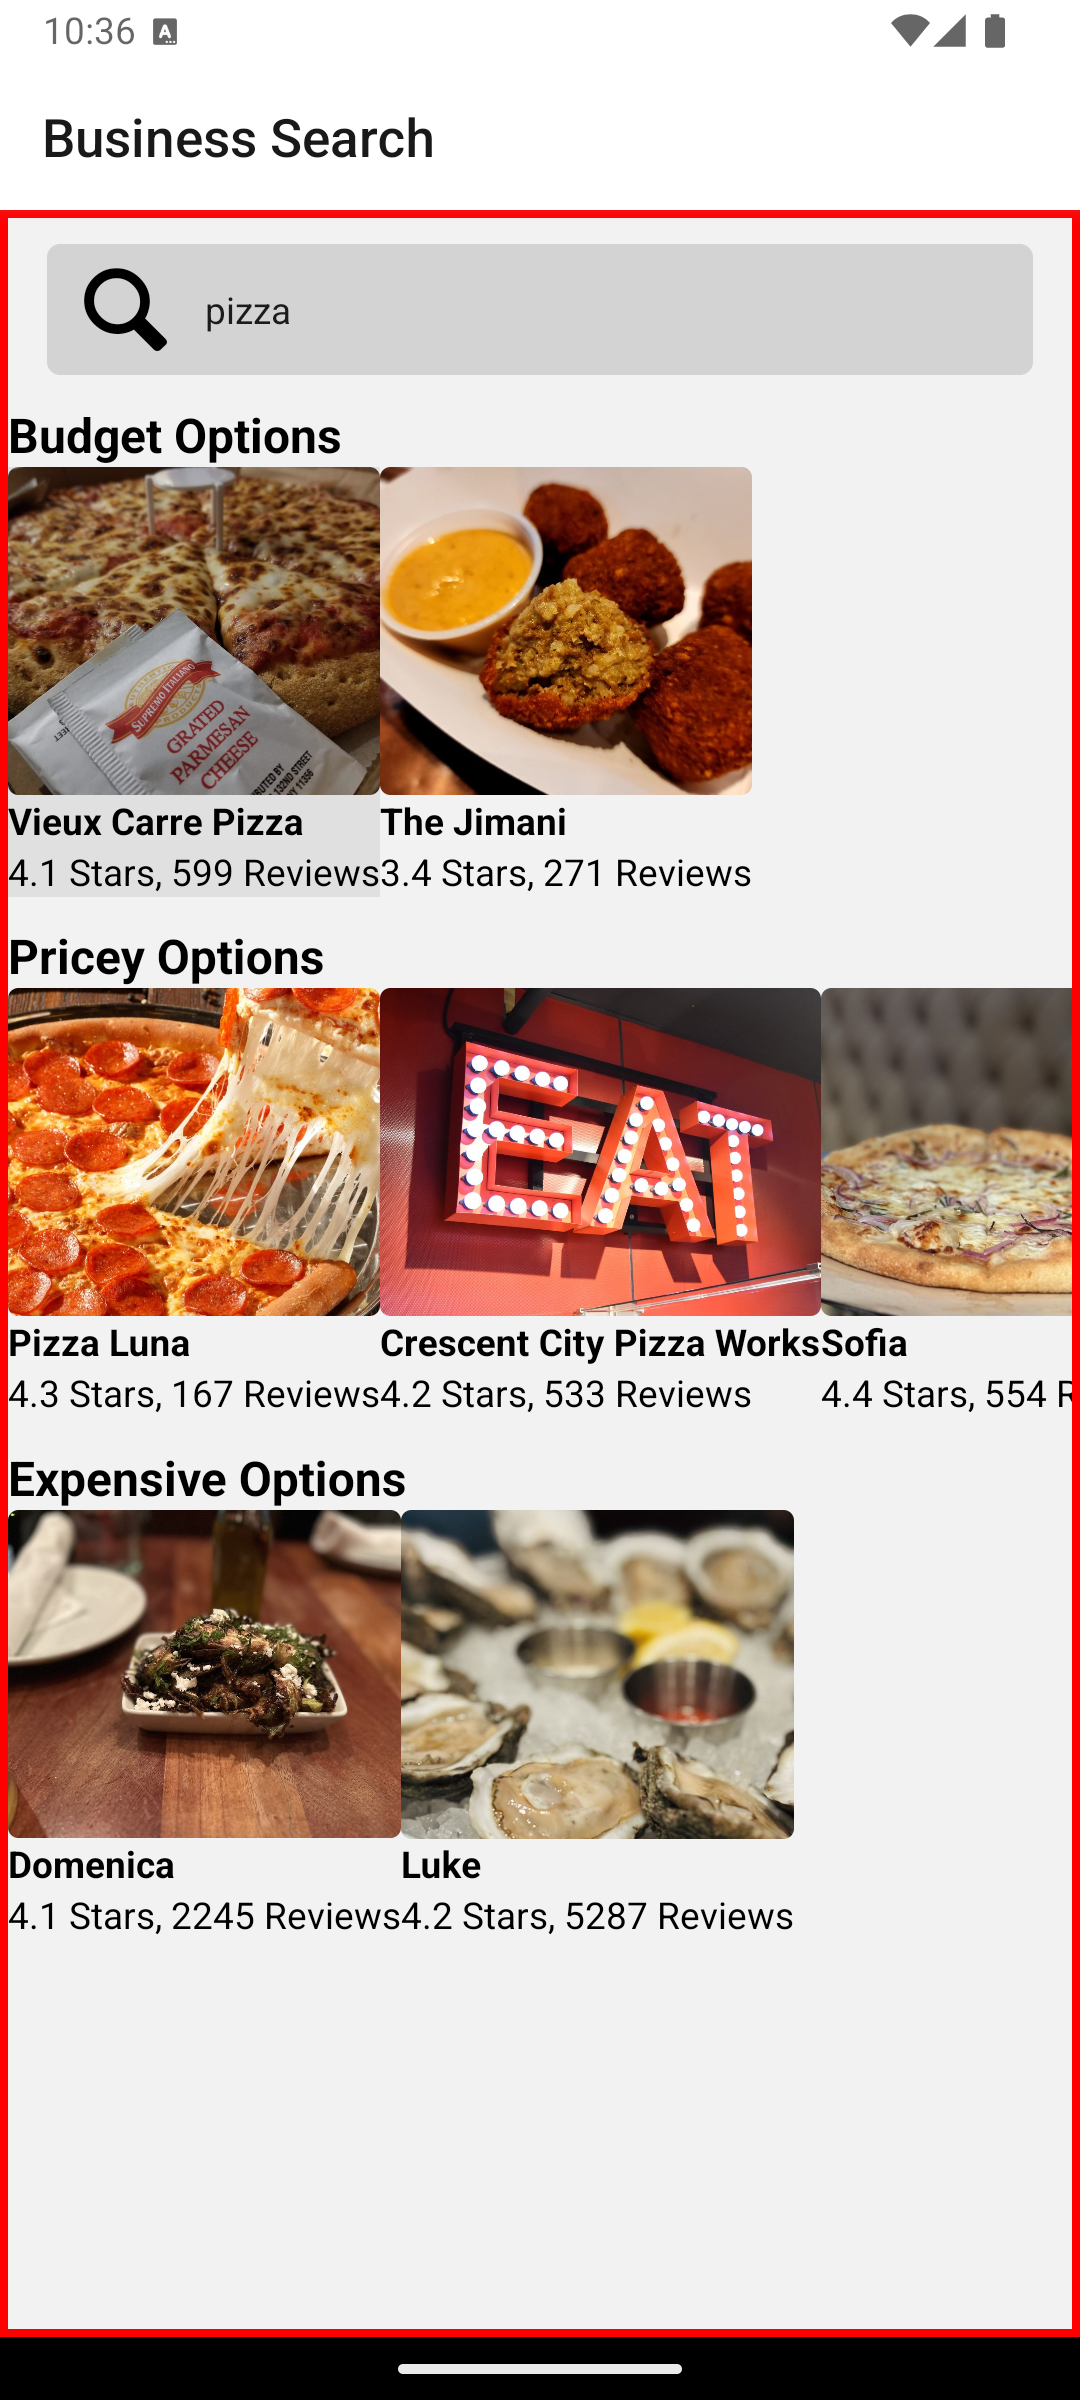 10:36
Business Search
pizza
Budget Options
SUPREMO ITALIANO
GRATED
PARMESAN
CHEESE
Vieux Carre Pizza
The Jimani
4.1 Stars, 599 Reviews
3.4 Stars, 271 Reviews
Pricey Options
EAT
Pizza Luna
Crescent City Pizza Works
Sofia
4.3 Stars, 167 Reviews
4.2 Stars, 533 Reviews
4.4 Stars, 554 R
Expensive Options
Domenica
Luke
4.1 Stars, 2245 Reviews
4.2 Stars, 5287 Reviews